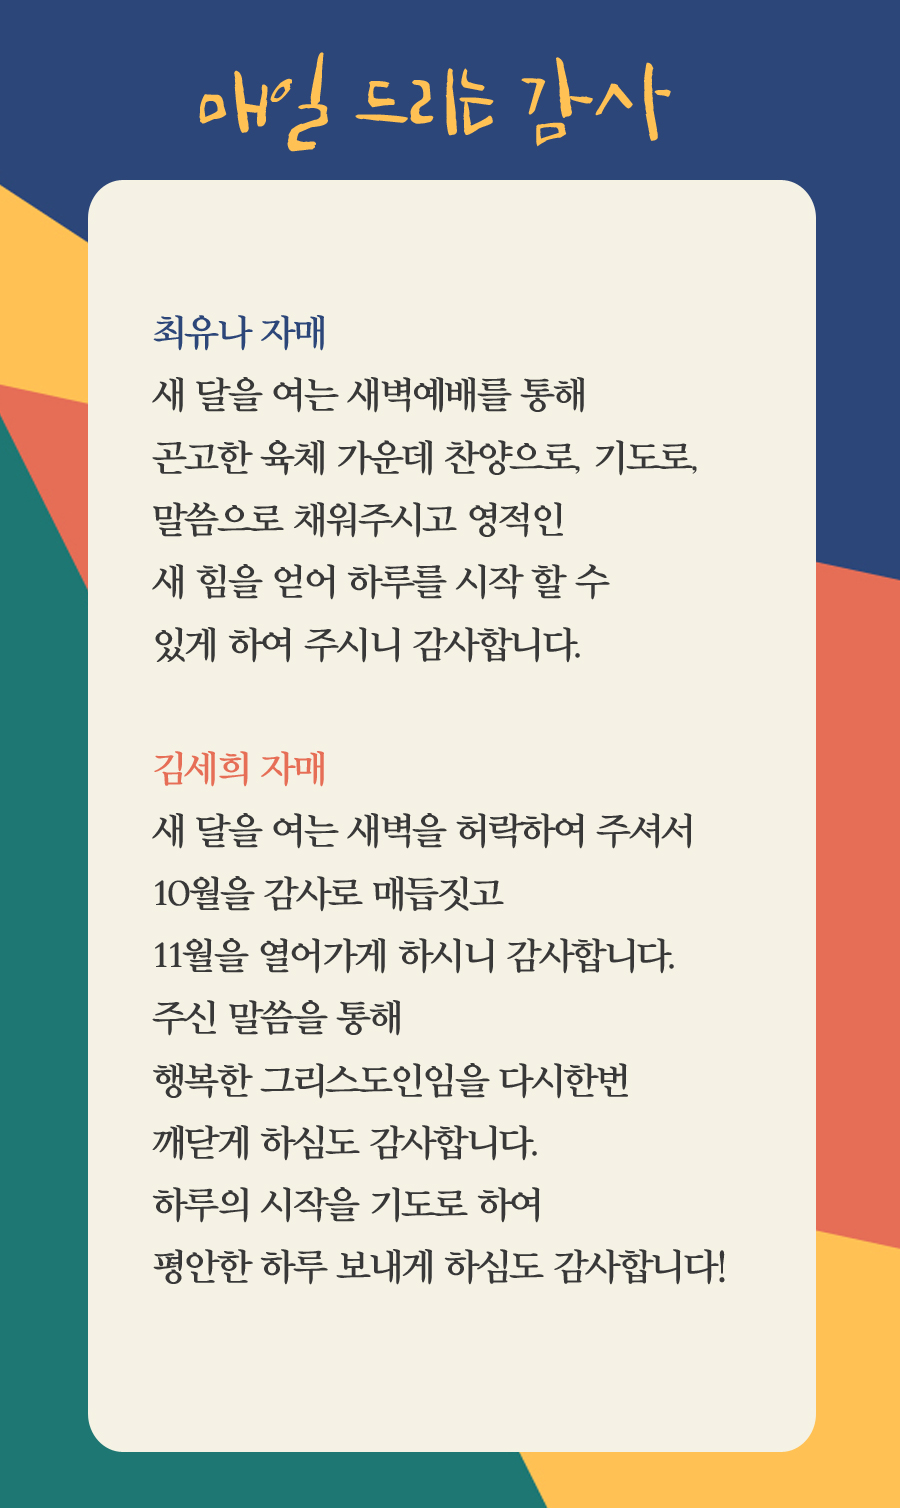 매일 드리는 감사
최유나 자매
새 달을 여는 새벽예배를 통해
곤고한 육체 가운데 찬양으로, 기도로,
말씀으로 채워주시고 영적인
새 힘을 얻어 하루를 시작 할 수
있게 하여 주시니 감사합니다.
김세희 자매
새 달을 여는 새벽을 허락하여 주셔서
10월을 감사로 매듭짓고
11월을 열어가게 하시니 감사합니다.
주신 말씀을 통해
행복한 그리스도인임을 다시한번
깨닫게 하심도 감사합니다.
하루의 시작을 기도로 하여
평안한 하루 보내게 하심도 감사합니다!